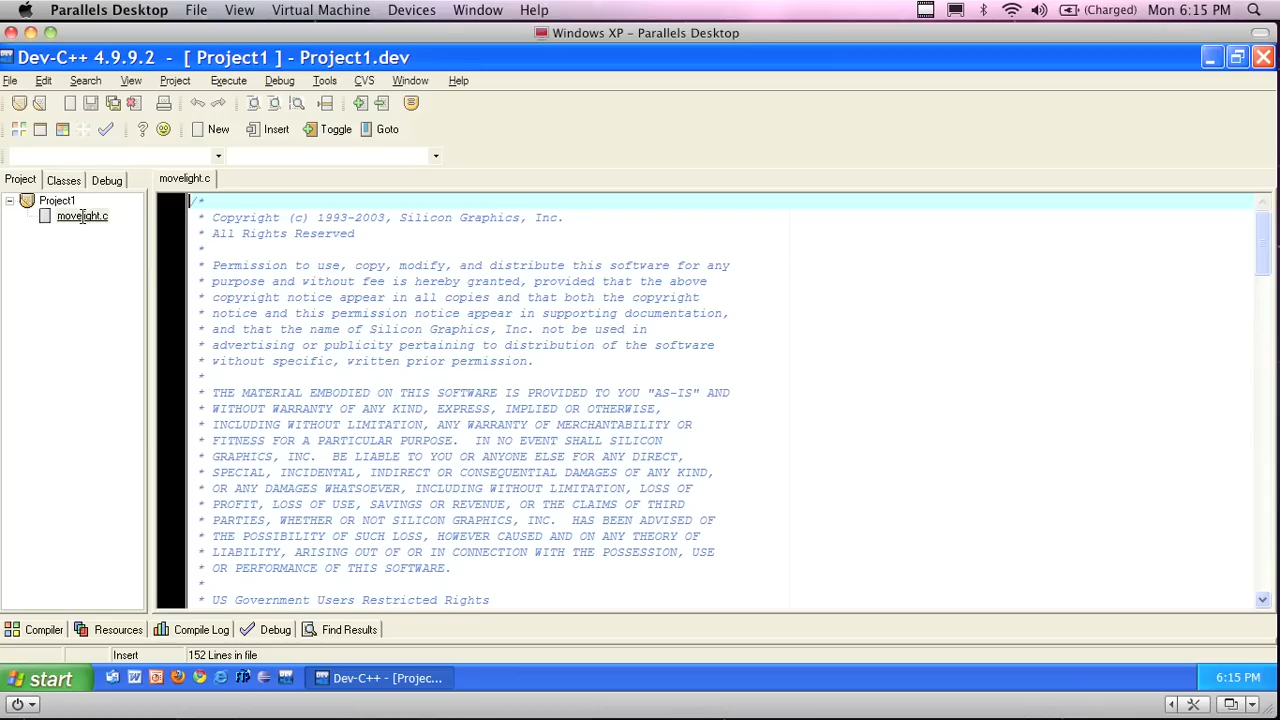 Parallels Desktop File View Virtual Machine Devices Window Help (Charged) Mon 6:15 PM
Windows XP - Parallels Desktop
Dev-C++ 4.9.9.2 - [ Project1 ] - Project1.dev
File Edit Search View Project Execute Debug Tools CVS Window Help
New Insert Toggle Goto
Project Classes Debug movelight.c
Project1
movelight.c
/*
* Copyright (c) 1993-2003, Silicon Graphics, Inc.
* All Rights Reserved
*
* Permission to use, copy, modify, and distribute this software for any
* purpose and without fee is hereby granted, provided that the above
* copyright notice appear in all copies and that both the copyright
* notice and this permission notice appear in supporting documentation,
* and that the name of Silicon Graphics, Inc. not be used in
* advertising or publicity pertaining to distribution of the software
* without specific, written prior permission.
*
* THE MATERIAL EMBODIED ON THIS SOFTWARE IS PROVIDED TO YOU "AS-IS" AND
* WITHOUT WARRANTY OF ANY KIND, EXPRESS, IMPLIED OR OTHERWISE,
* INCLUDING WITHOUT LIMITATION, ANY WARRANTY OF MERCHANTABILITY OR
* FITNESS FOR A PARTICULAR PURPOSE. IN NO EVENT SHALL SILICON
* GRAPHICS, INC. BE LIABLE TO YOU OR ANYONE ELSE FOR ANY DIRECT,
* SPECIAL, INCIDENTAL, INDIRECT OR CONSEQUENTIAL DAMAGES OF ANY KIND,
* OR ANY DAMAGES WHATSOEVER, INCLUDING WITHOUT LIMITATION, LOSS OF
* PROFIT, LOSS OF USE, SAVINGS OR REVENUE, OR THE CLAIMS OF THIRD
* PARTIES, WHETHER OR NOT SILICON GRAPHICS, INC. HAS BEEN ADVISED OF
* THE POSSIBILITY OF SUCH LOSS, HOWEVER CAUSED AND ON ANY THEORY OF
* LIABILITY, ARISING OUT OF OR IN CONNECTION WITH THE POSSESSION, USE
* OR PERFORMANCE OF THIS SOFTWARE.
*
* US Government Users Restricted Rights
Compiler Resources Compile Log Debug Find Results
Insert 152 Lines in file
start Dev-C++ - [Projec... 6:15 PM